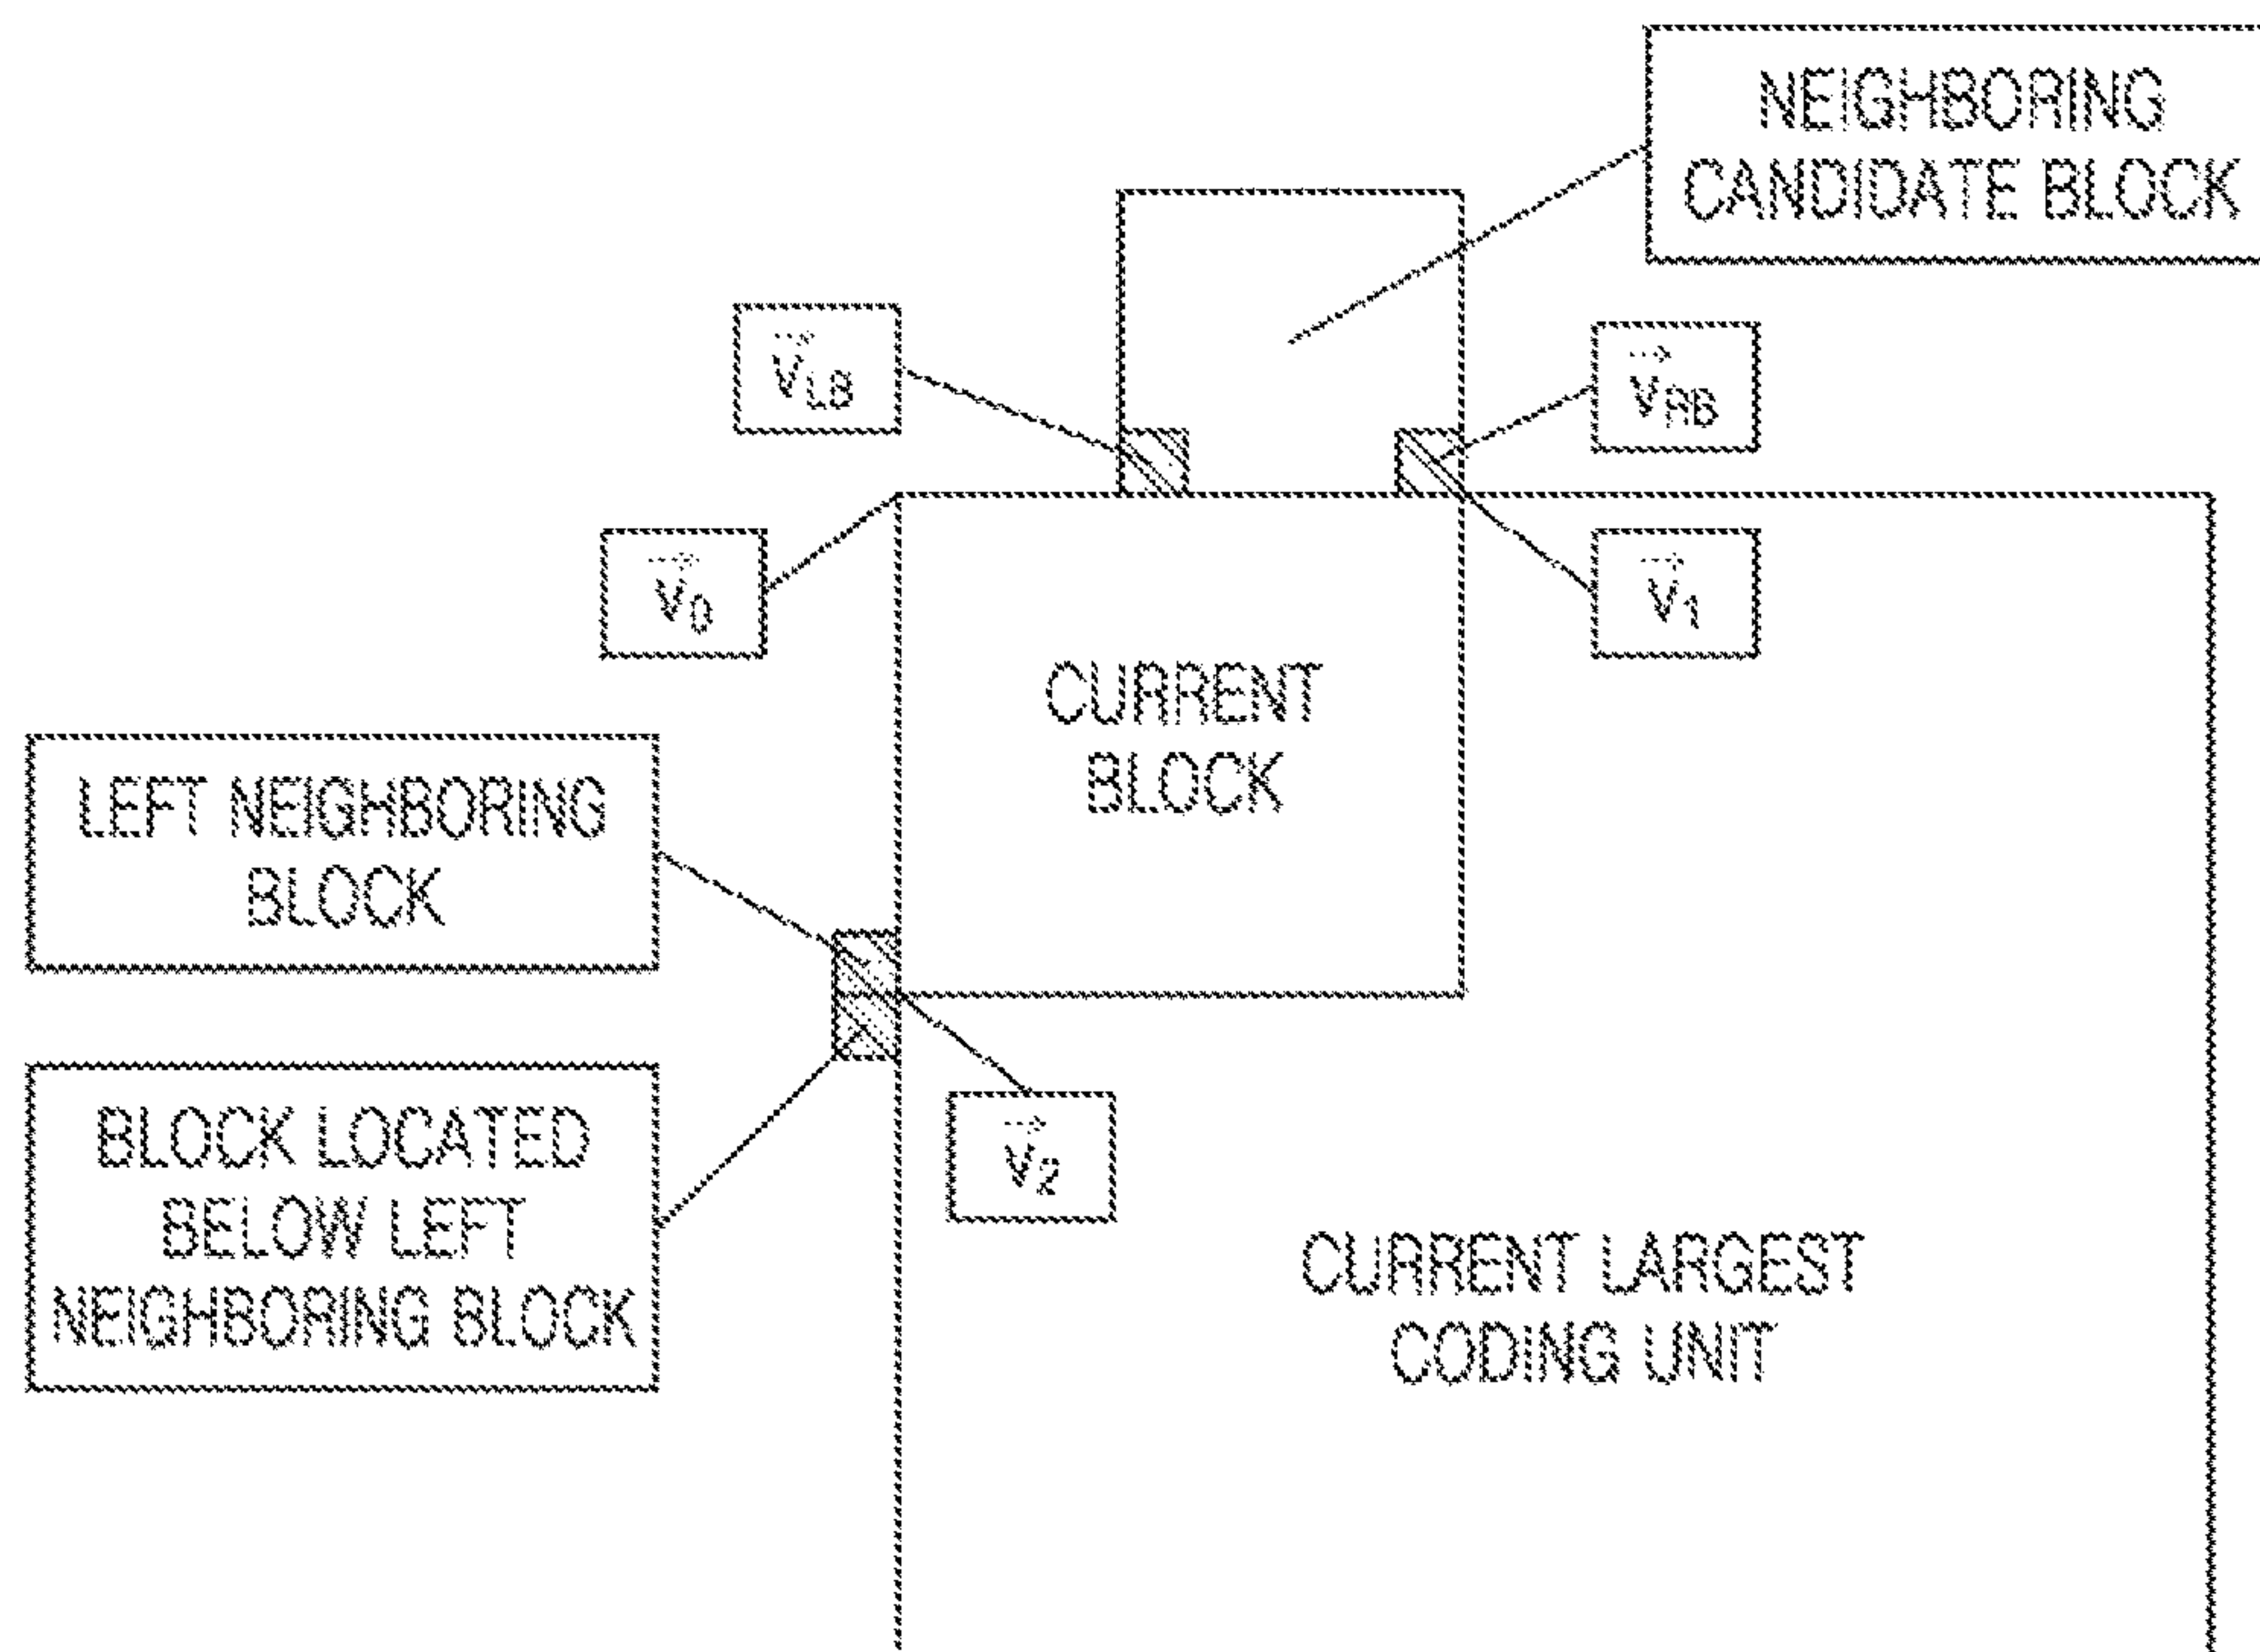 NEIGHBORING
CANDIDATE BLOCK
V⃗LB
V⃗RB
V⃗0
V⃗1
CURRENT
BLOCK
LEFT NEIGHBORING
BLOCK
BLOCK LOCATED
BELOW LEFT
NEIGHBORING BLOCK
V⃗2
CURRENT LARGEST
CODING UNIT